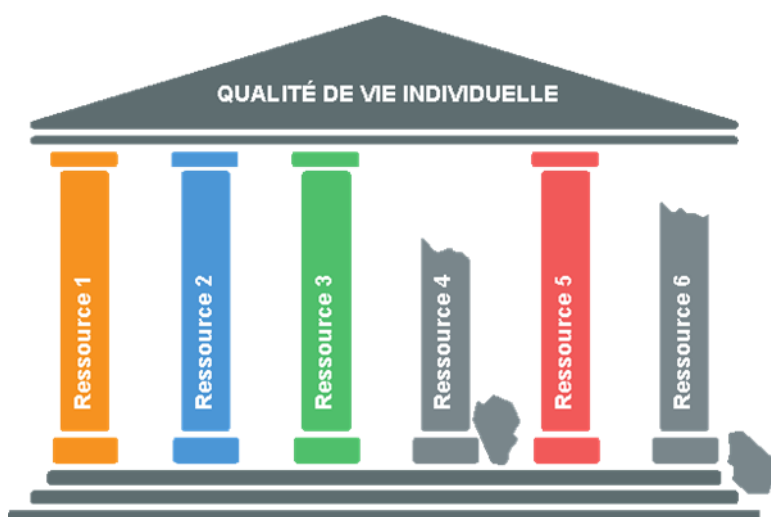 QUALITÉ DE VIE INDIVIDUELLE
Ressource 1
Ressource 2
Ressource 3
Ressource 4
Ressource 5
Ressource 6